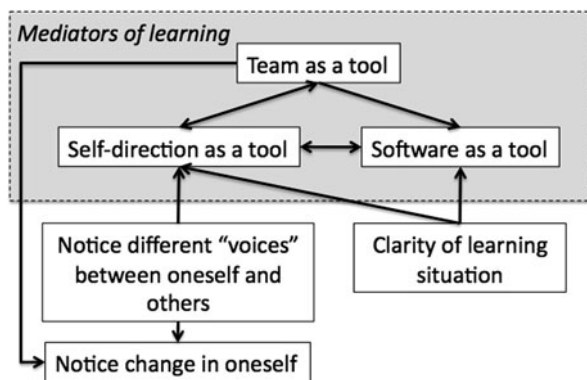 Mediators of learning
Team as a tool
Self-direction as a tool
Software as a tool
Notice different “voices”
between oneself and
others
Clarity of learning
situation
Notice change in oneself